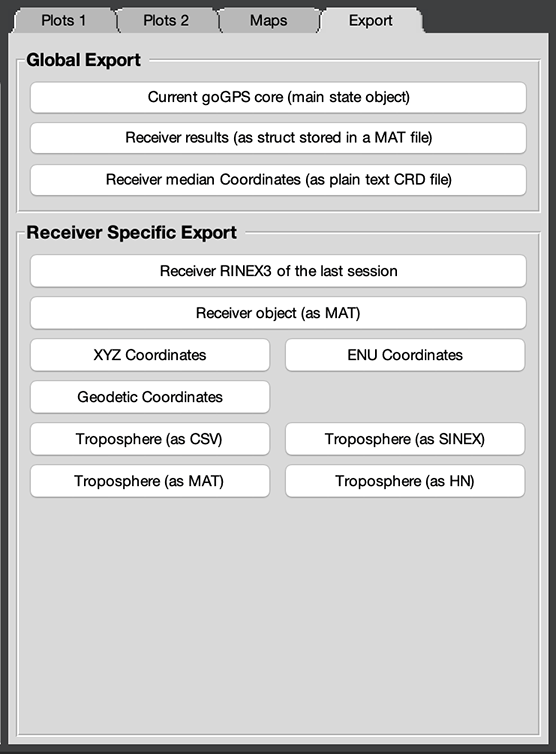 Plots 1
Plots 2
Maps
Export
Global Export
Current goGPS core (main state object)
Receiver results (as struct stored in a MAT file)
Receiver median Coordinates (as plain text CRD file)
Receiver Specific Export
Receiver RINEX3 of the last session
Receiver object (as MAT)
XYZ Coordinates
ENU Coordinates
Geodetic Coordinates
Troposphere (as CSV)
Troposphere (as SINEX)
Troposphere (as MAT)
Troposphere (as HN)